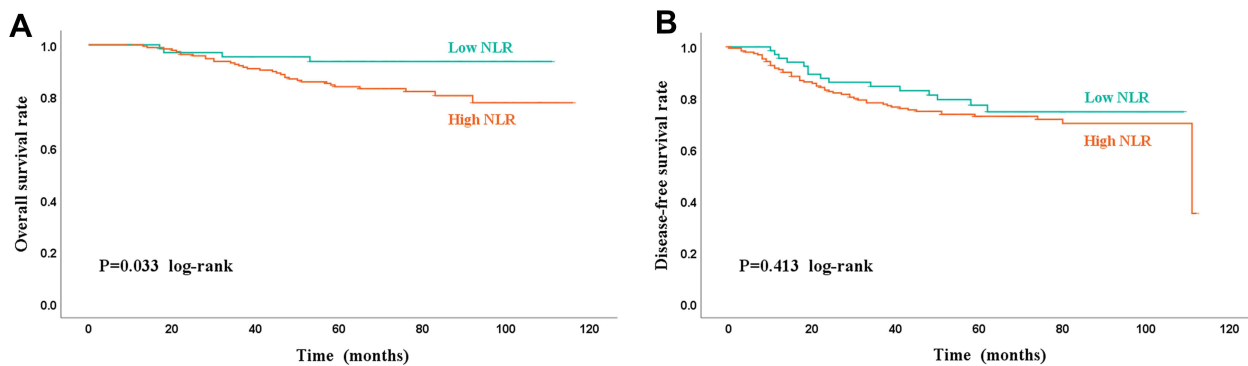 A
Overall survival rate
1.0
0.8
0.6
0.4
0.2
0.0
Low NLR
High NLR
P=0.033 log-rank
0 20 40 60 80 100 120
Time (months)
B
Disease-free survival rate
1.0
0.8
0.6
0.4
0.2
0.0
Low NLR
High NLR
P=0.413 log-rank
0 20 40 60 80 100 120
Time (months)